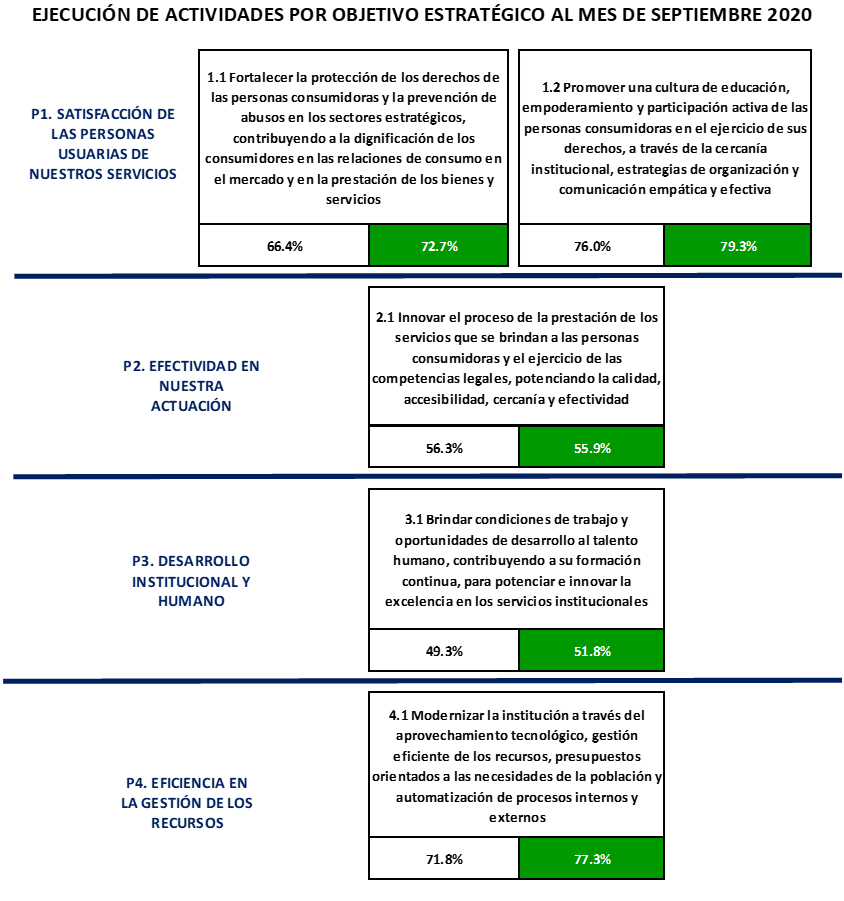 EJECUCIÓN DE ACTIVIDADES POR OBJETIVO ESTRATÉGICO AL MES DE SEPTIEMBRE 2020
P1. SATISFACCIÓN DE
LAS PERSONAS
USUARIAS DE
NUESTROS SERVICIOS
1.1 Fortalecer la protección de los derechos de
las personas consumidoras y la prevención de
abusos en los sectores estratégicos,
contribuyendo a la dignificación de los
consumidores en las relaciones de consumo en
el mercado y en la prestación de los bienes y
servicios
66.4%
72.7%
1.2 Promover una cultura de educación,
empoderamiento y participación activa de las
personas consumidoras en el ejercicio de sus
derechos, a través de la cercanía
institucional, estrategias de organización y
comunicación empática y efectiva
76.0%
79.3%
P2. EFECTIVIDAD EN
NUESTRA
ACTUACIÓN
2.1 Innovar el proceso de la prestación de los
servicios que se brindan a las personas
consumidoras y el ejercicio de las
competencias legales, potenciando la calidad,
accesibilidad, cercanía y efectividad
56.3%
55.9%
P3. DESARROLLO
INSTITUCIONAL Y
HUMANO
3.1 Brindar condiciones de trabajo y
oportunidades de desarrollo al talento
humano, contribuyendo a su formación
continua, para potenciar e innovar la
excelencia en los servicios institucionales
49.3%
51.8%
P4. EFICIENCIA EN
LA GESTIÓN DE LOS
RECURSOS
4.1 Modernizar la institución a través del
aprovechamiento tecnológico, gestión
eficiente de los recursos, presupuestos
orientados a las necesidades de la población y
automatización de procesos internos y
externos
71.8%
77.3%